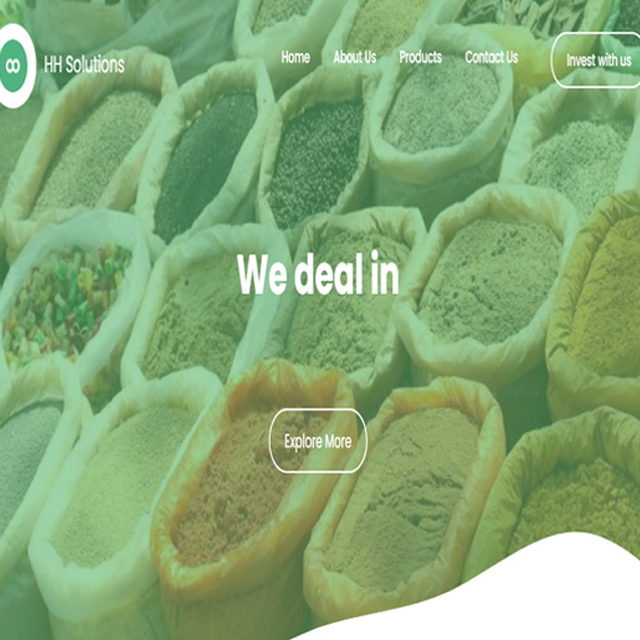 HH Solutions
Home
About Us
Products
Contact Us
Invest with us
We deal in
Explore More